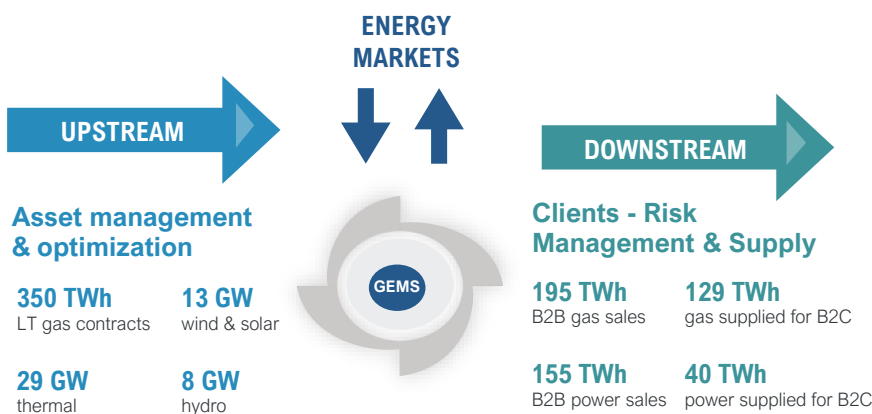 ENERGY
MARKETS
UPSTREAM
Asset management
& optimization
350 TWh
LT gas contracts
13 GW
wind & solar
29 GW
thermal
8 GW
hydro
GEMS
DOWNSTREAM
Clients - Risk
Management & Supply
195 TWh
B2B gas sales
129 TWh
gas supplied for B2C
155 TWh
B2B power sales
40 TWh
power supplied for B2C